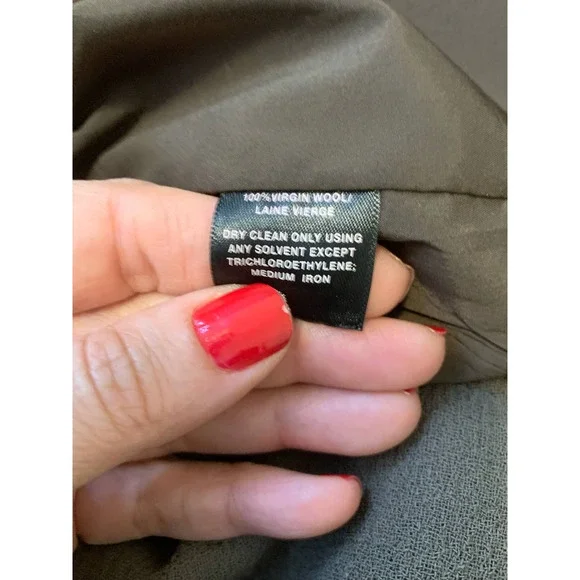 100% VIRGIN WOOL/
LAINE VIERGE
DRY CLEAN ONLY USING
ANY SOLVENT EXCEPT
TRICHLOROETHYLENE;
MEDIUM IRON